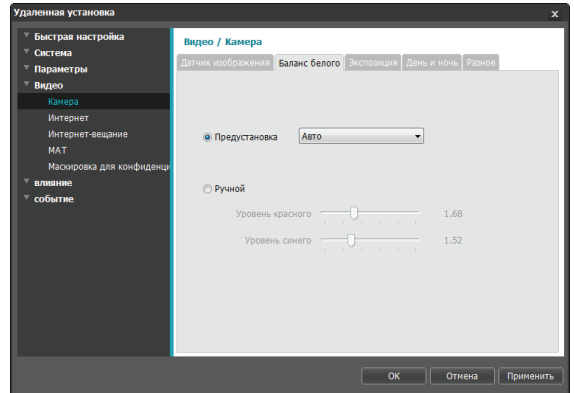 Удаленная установка
x
Быстрая настройка
Система
Параметры
Видео
Камера
Интернет
Интернет-вещание
MAT
Маскировка для конфиденци
влияние
событие
Видео / Камера
Датчик изображения Баланс белого Экспозиция День и ночь Разное
Предустановка Авто
Ручной
Уровень красного 1.68
Уровень синего 1.52
OK Отмена Применить